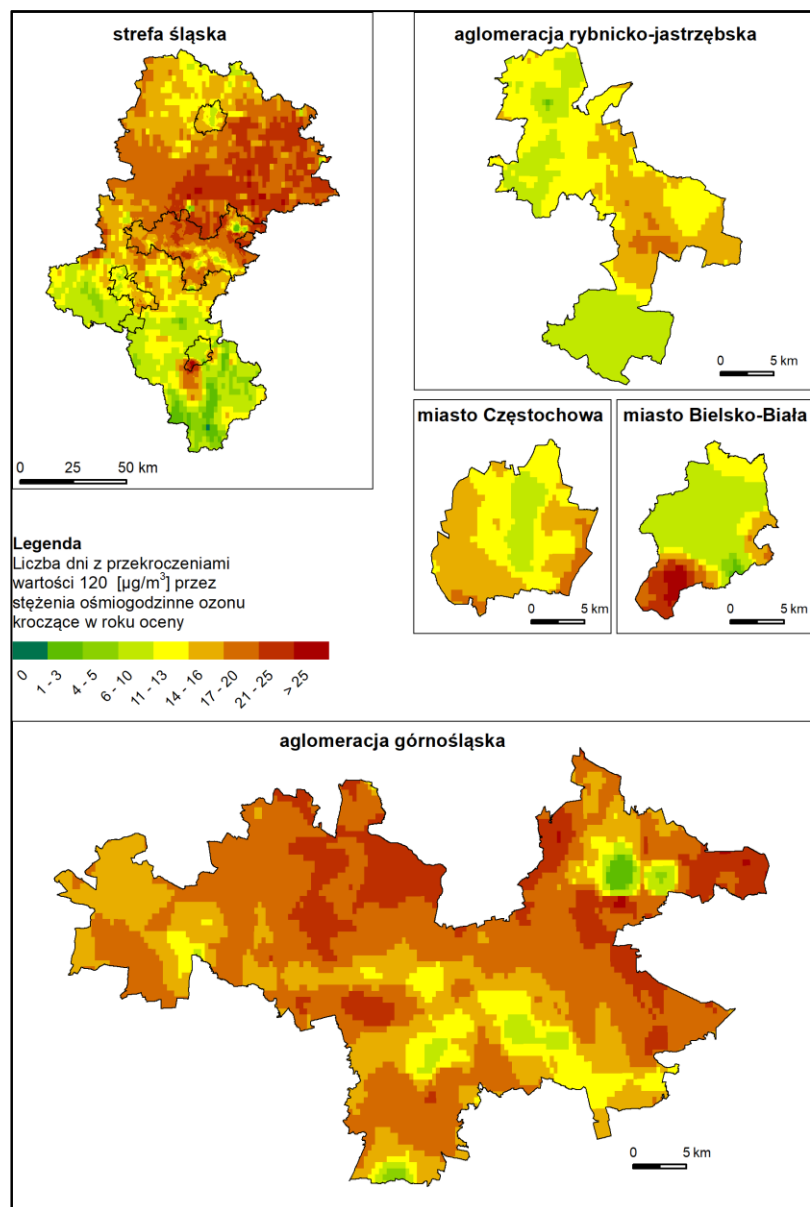 strefa śląska
0 25 50 km
aglomeracja rybnicko-jastrzębska
0 5 km
miasto Częstochowa
0 5 km
miasto Bielsko-Biała
0 5 km
Legenda
Liczba dni z przekroczeniami
wartości 120 [µg/m³] przez
stężenia ośmiogodzinne ozonu
kroczące w roku oceny
0 1 - 3 4 - 5 6 - 10 11 - 13 14 - 16 17 - 20 21 - 25 > 25
aglomeracja górnośląska
0 5 km